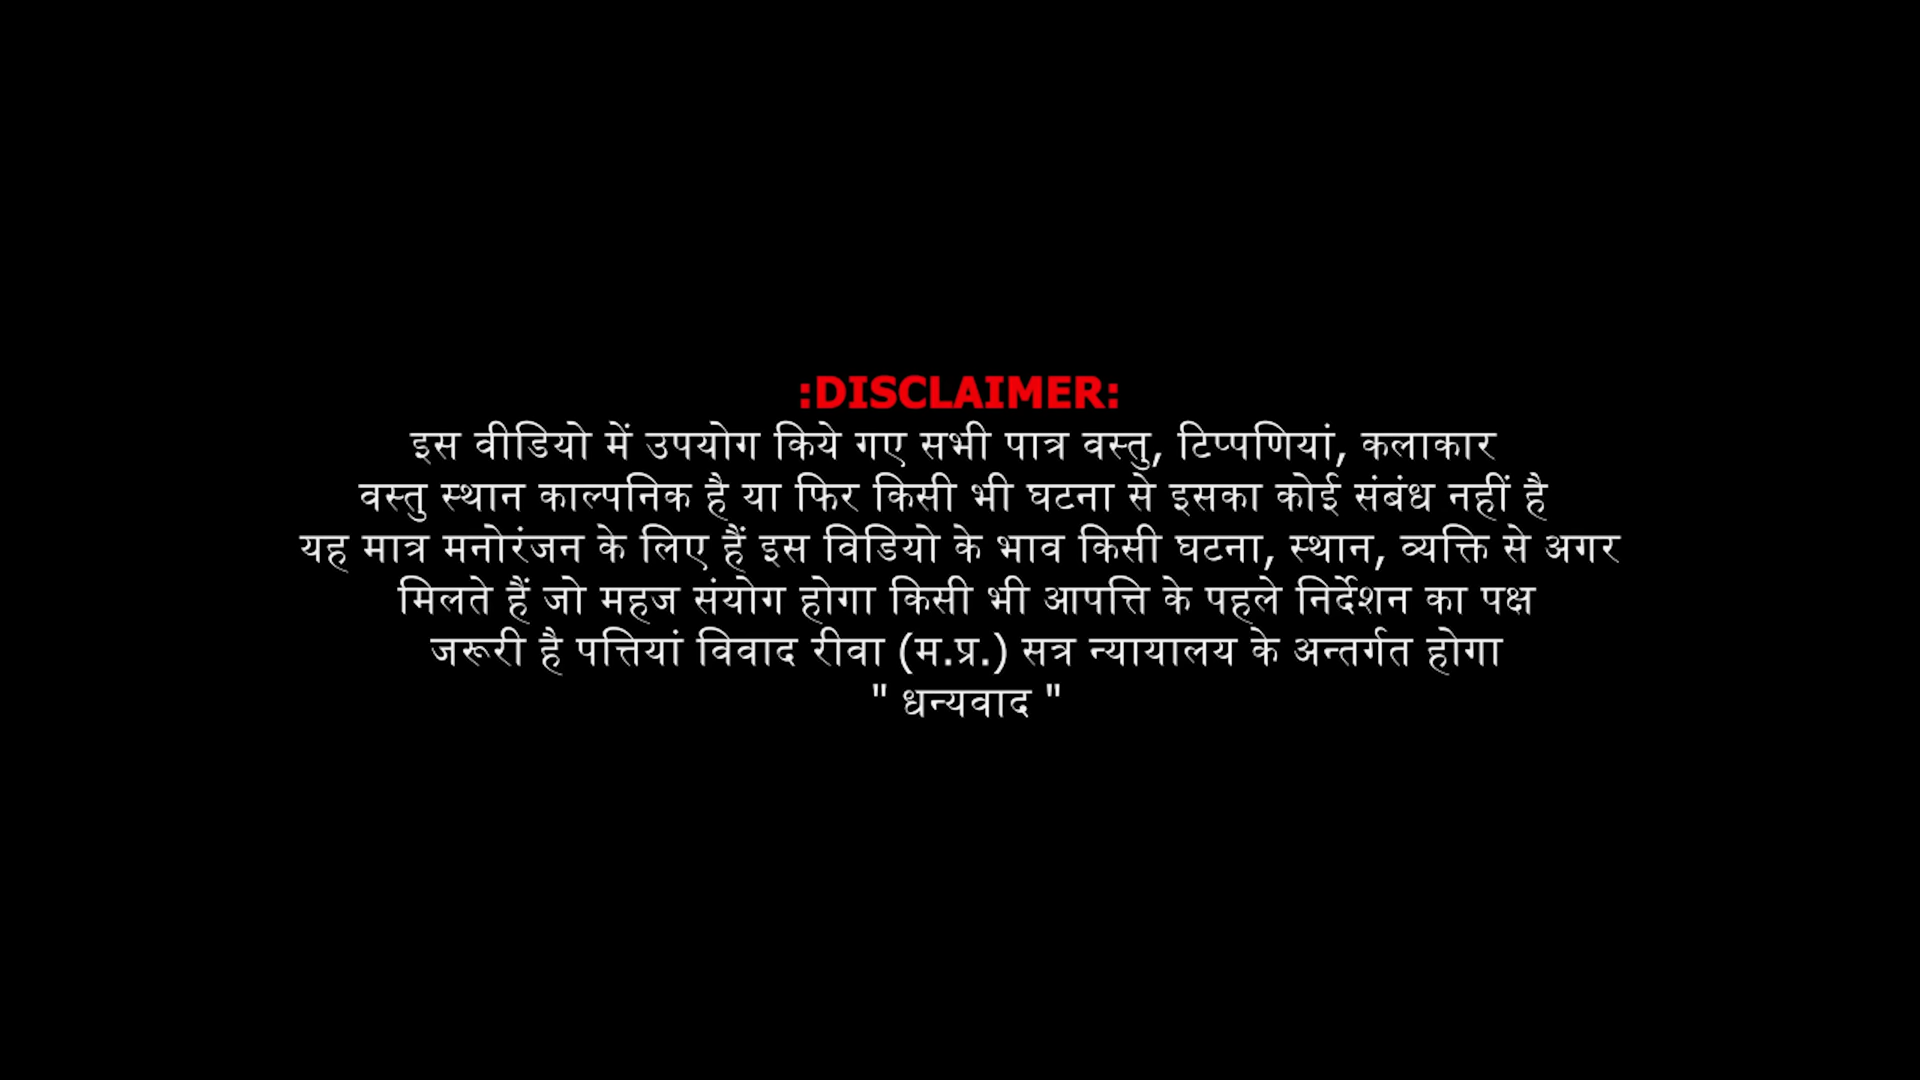 :DISCLAIMER:
इस वीडियो में उपयोग किये गए सभी पात्र वस्तु, टिप्पणियां, कलाकार
वस्तु स्थान काल्पनिक है या फिर किसी भी घटना से इसका कोई संबंध नहीं है
यह मात्र मनोरंजन के लिए हैं इस विडियो के भाव किसी घटना, स्थान, व्यक्ति से अगर
मिलते हैं जो महज संयोग होगा किसी भी आपत्ति के पहले निर्देशन का पक्ष
जरूरी है पत्तियां विवाद रीवा (म.प्र.) सत्र न्यायालय के अन्तर्गत होगा
" धन्यवाद "